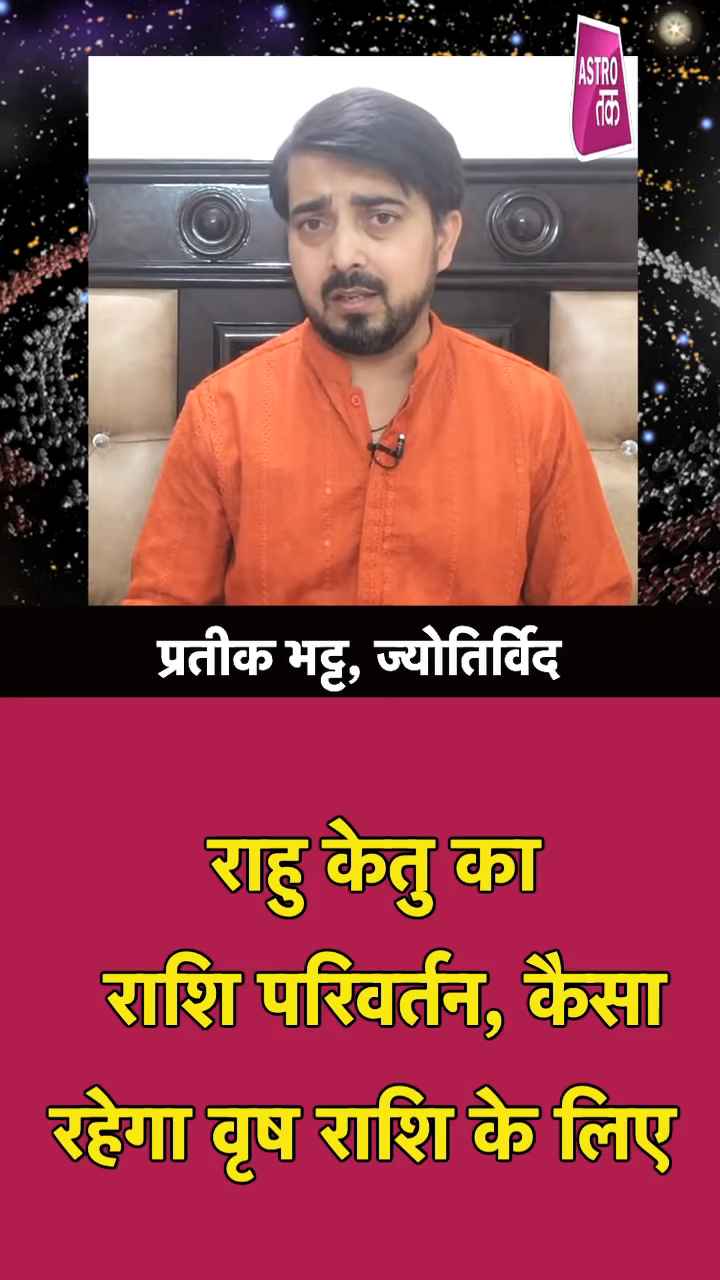 ASTRO
तक
प्रतीक भट्ट, ज्योतिर्विद
राहु केतु का
राशि परिवर्तन, कैसा
रहेगा वृष राशि के लिए